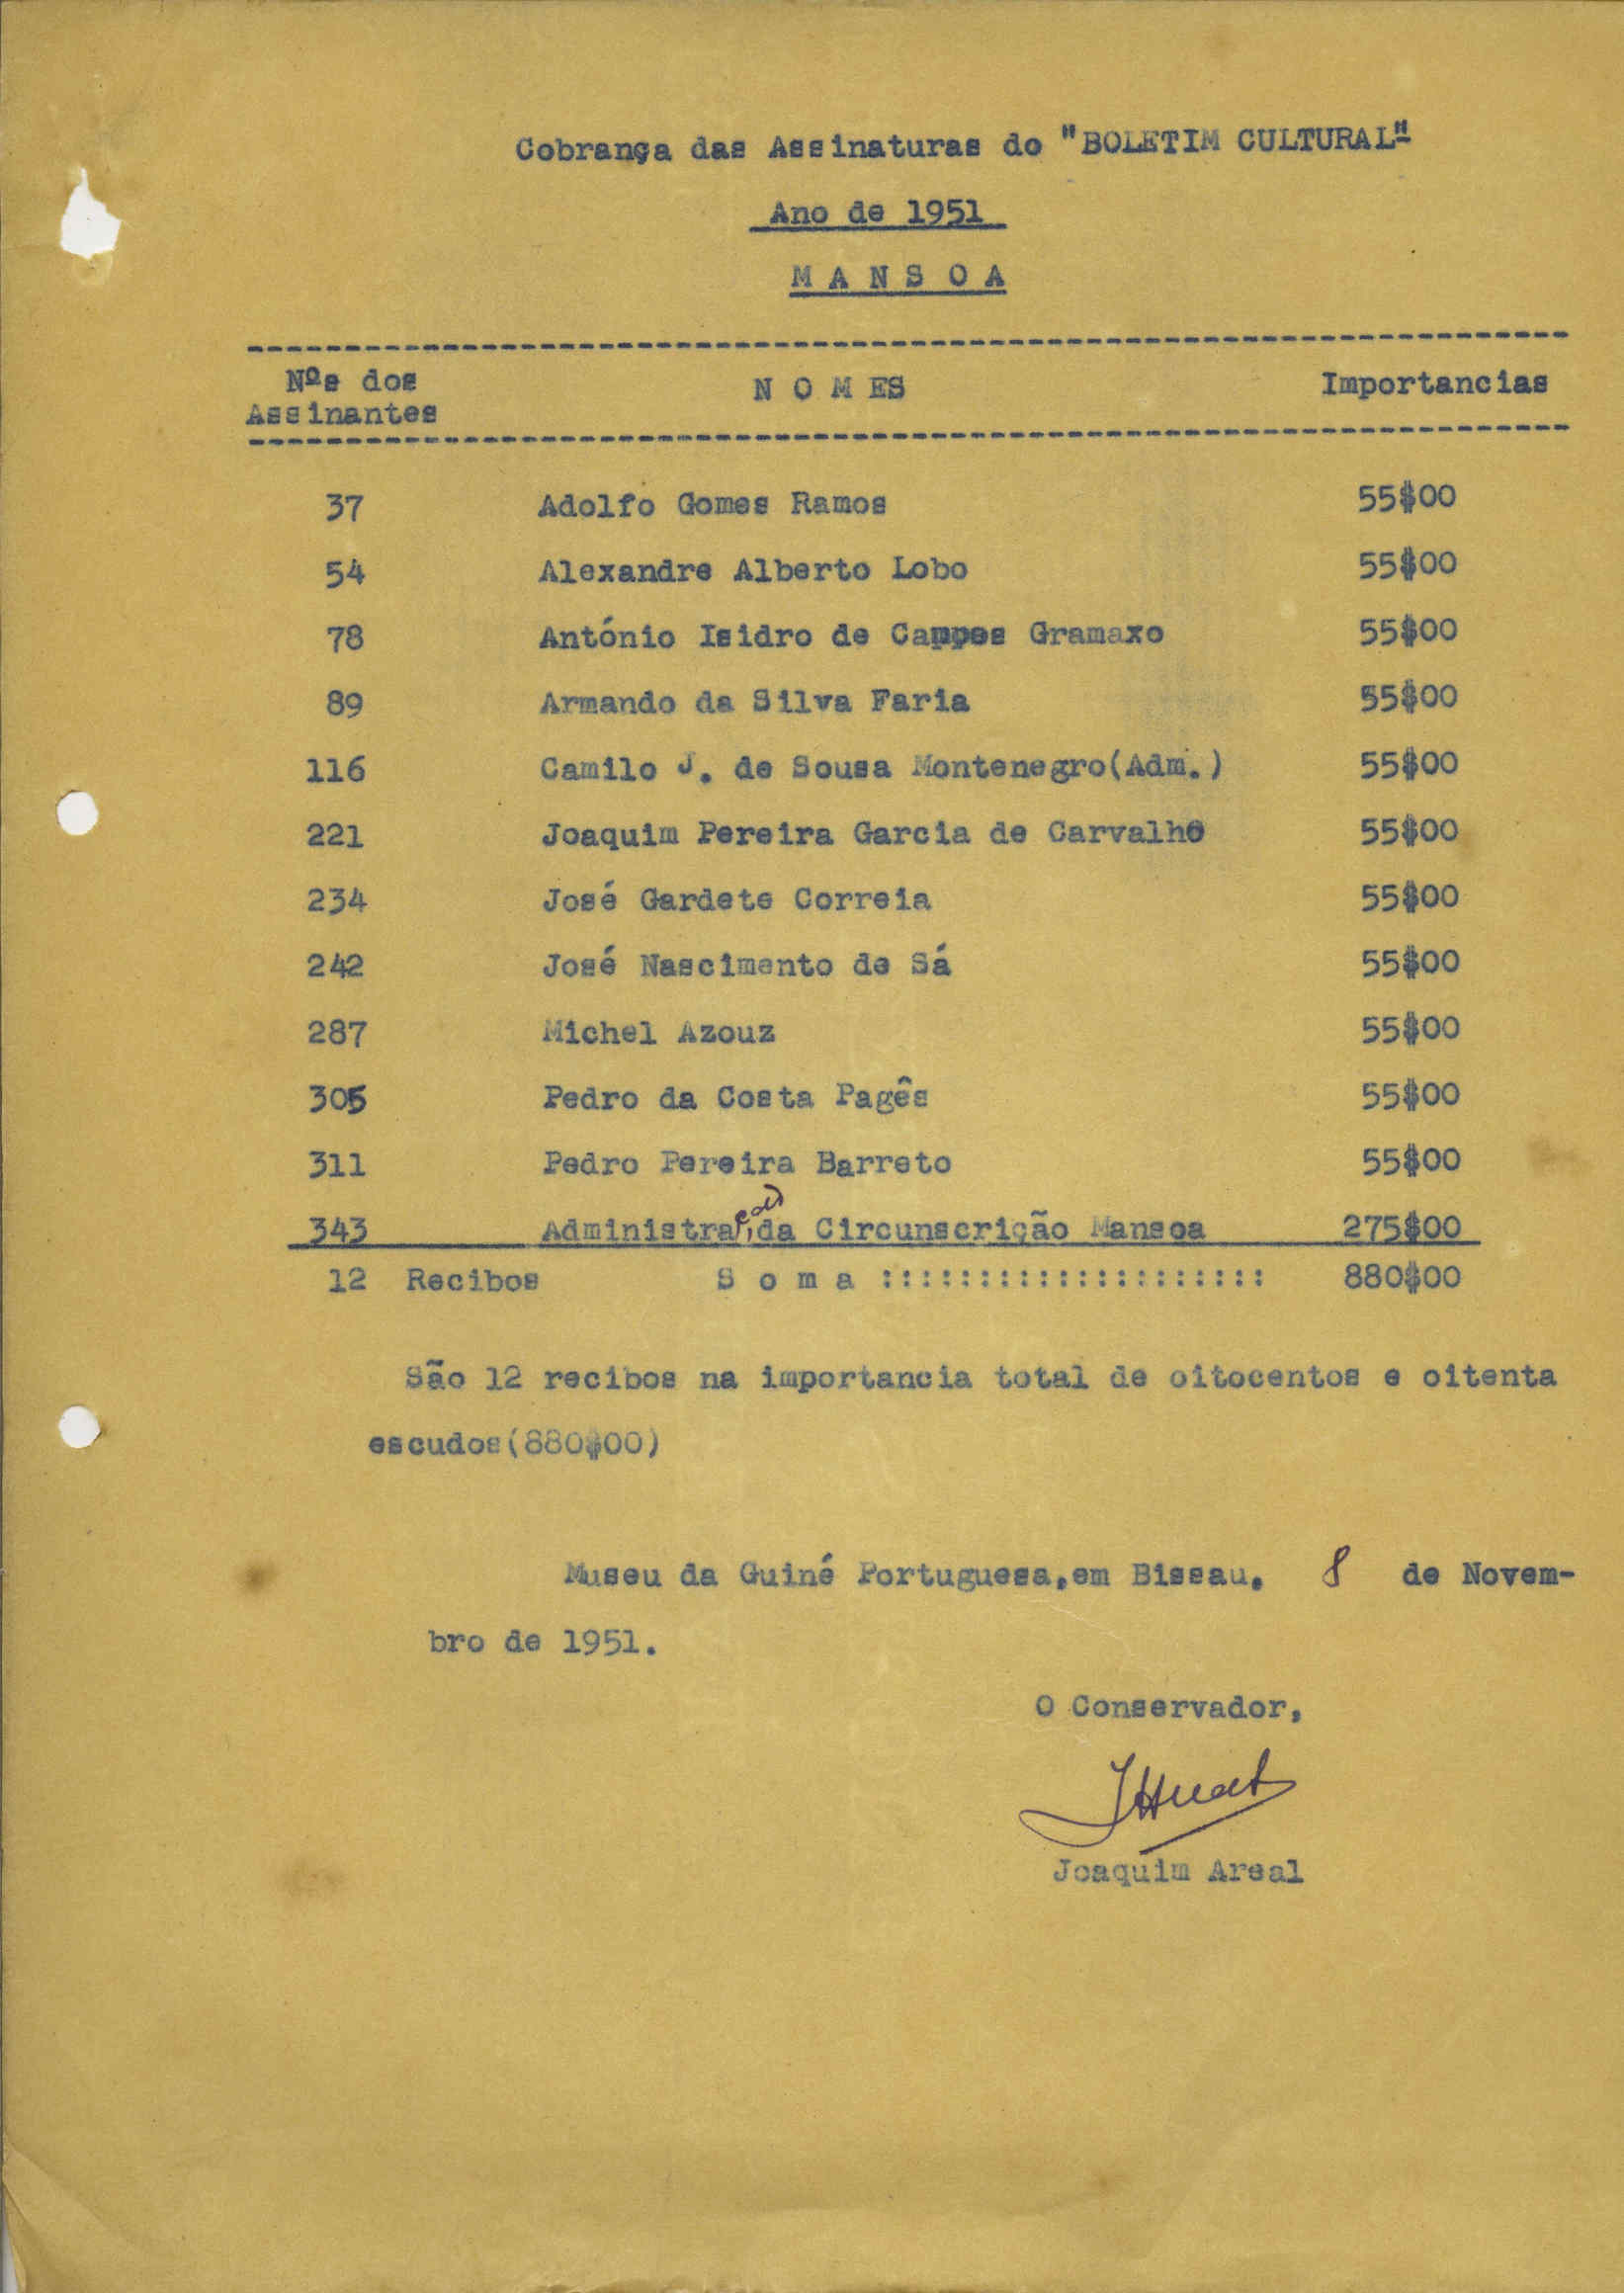 Cobrança das Assinaturas do "BOLETIM CULTURAL"
Ano de 1951
M A N S O A
Nºs dos Assinantes N O M ES Importancias
37 Adolfo Gomes Ramos 55$00
54 Alexandre Alberto Lobo 55$00
78 António Isidro de Campos Gramaxo 55$00
89 Armando da Silva Faria 55$00
116 Camilo J. de Sousa Montenegro(Adm.) 55$00
221 Joaquim Pereira Garcia de Carvalho 55$00
234 José Gardete Correia 55$00
242 José Nascimento de Sá 55$00
287 Michel Azouz 55$00
305 Pedro da Costa Pagês 55$00
311 Pedro Pereira Barreto 55$00
343 Administra da Circunscrição Mansoa 275$00
12 Recibos S o m a :::::::::::::::::::: 880$00
São 12 recibos na importancia total de oitocentos e oitenta
escudos(880$00)
Museu da Guiné Portuguesa,em Bissau, 8 de Novem-
bro de 1951.
O Conservador,
Joaquim Areal